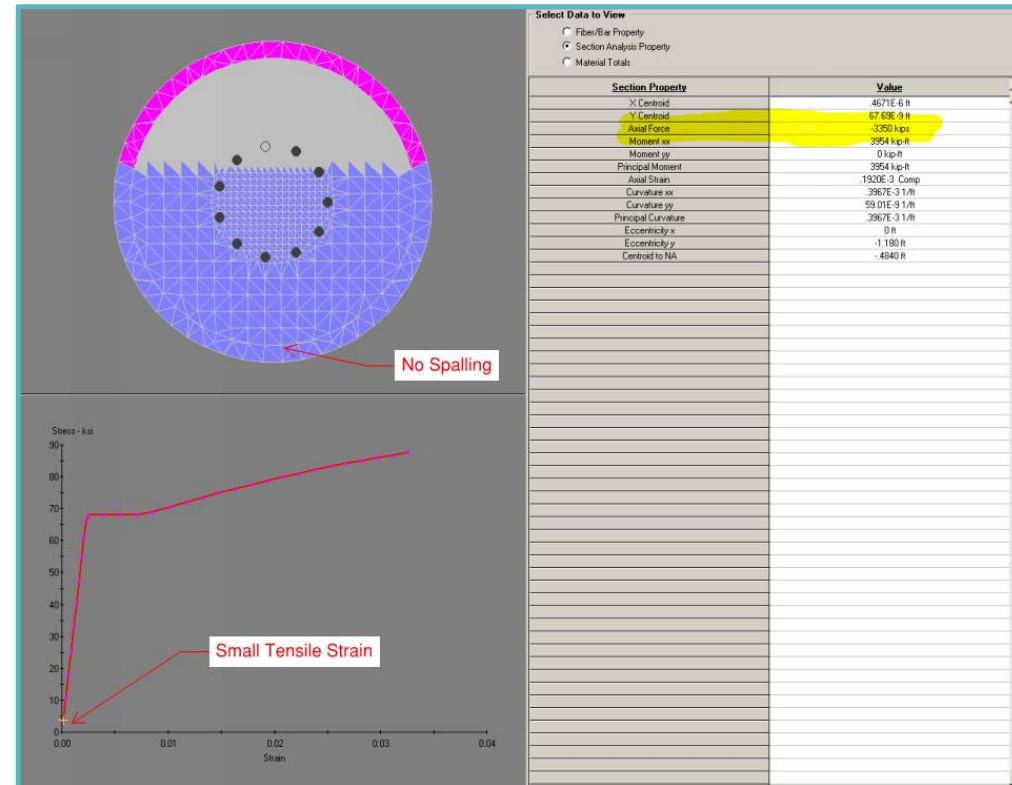 Select Data to View
Fiber/Bar Property
Section Analysis Property
Material Totals
Section Property Value
X Centroid .4671E-6 ft
Y Centroid 67.69E-9 ft
Axial Force -3350 kips
Moment xx 3954 kip-ft
Moment yy 0 kip-ft
Principal Moment 3954 kip-ft
Axial Strain .1920E-3 Comp
Curvature xx .3967E-3 1/ft
Curvature yy 59.01E-9 1/ft
Principal Curvature .3967E-3 1/ft
Eccentricity x 0 ft
Eccentricity y -1.180 ft
Centroid to NA -.4840 ft
No Spalling
Stress - ksi
90
80
70
60
50
40
30
20
10
0
Small Tensile Strain
0.00 0.01 0.02 0.03 0.04
Strain